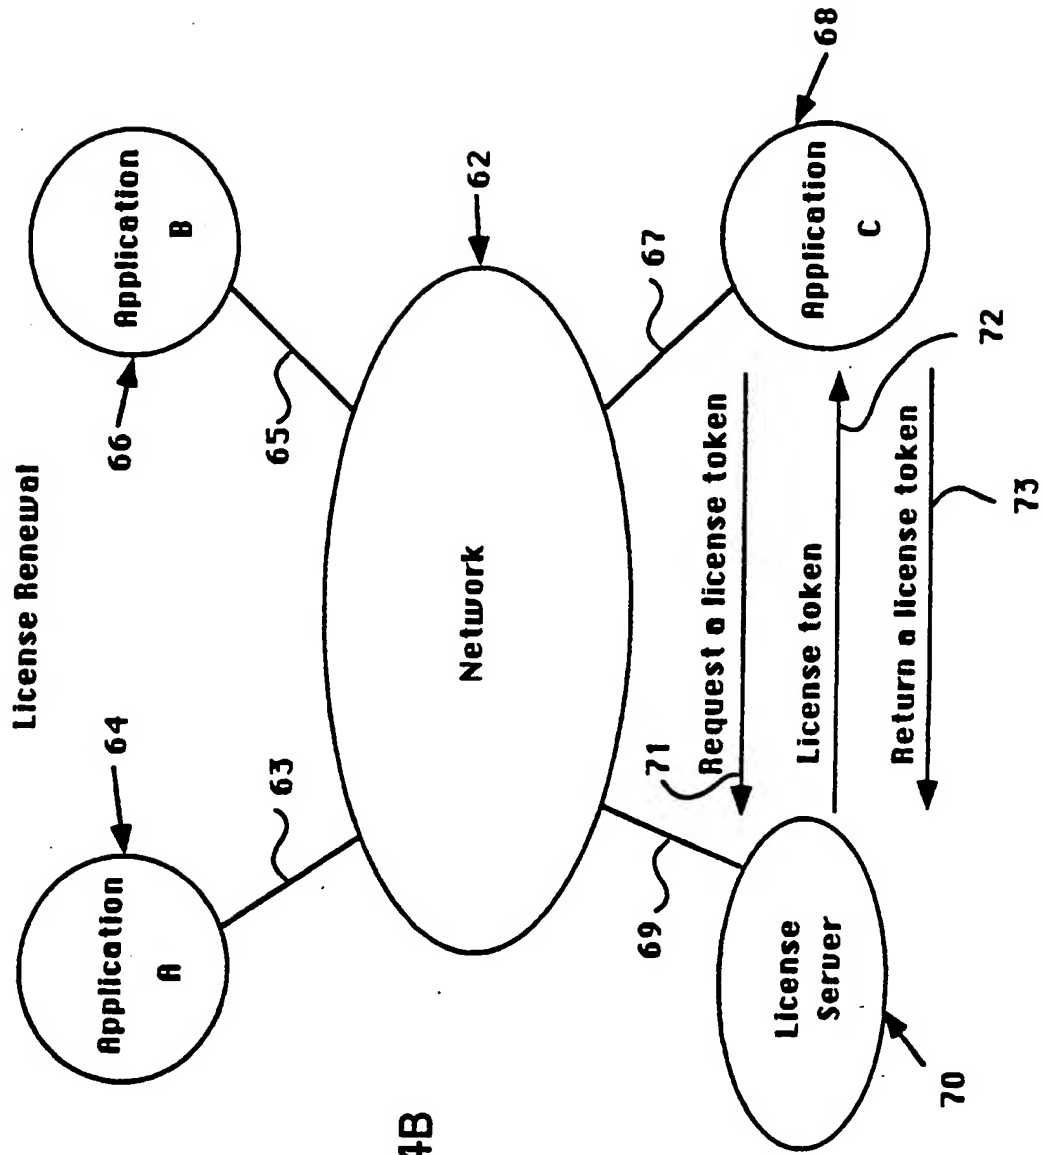 License Renewal
Application
A
64
63
Application
B
66
65
Network
62
67
Application
C
68
69
License
Server
70
71
Request a license token
License token
72
Return a license token
73
4B